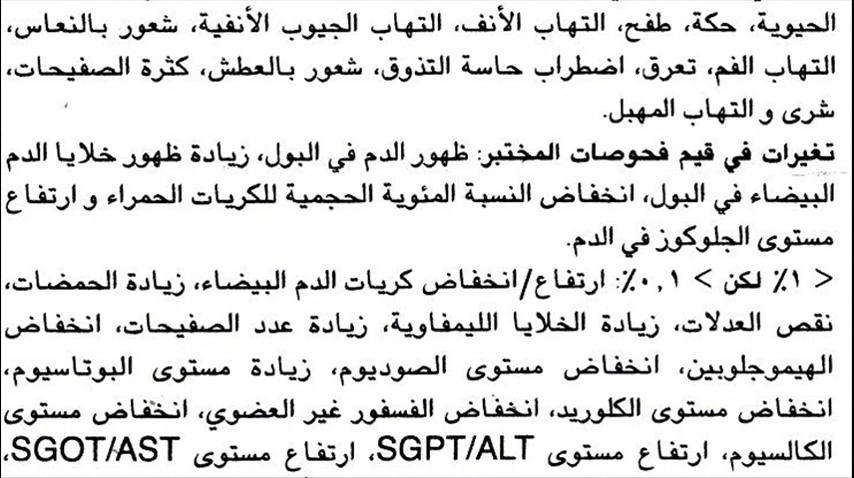 الحيوية، حكة، طفح، التهاب الأنف، التهاب الجيوب الأنفية، شعور بالنعاس،
التهاب الفم، تعرق، اضطراب حاسة التذوق، شعور بالعطش، كثرة الصفيحات،
شرى و التهاب المهبل.
تغيرات في قيم فحوصات المختبر: ظهور الدم في البول، زيادة ظهور خلايا الدم
البيضاء في البول، انخفاض النسبة المئوية الحجمية للكريات الحمراء و ارتفاع
مستوى الجلوكوز في الدم.
< ١٪ لكن > ٠,١٪: ارتفاع/انخفاض كريات الدم البيضاء، زيادة الحمضات،
نقص العدلات، زيادة الخلايا الليمفاوية، زيادة عدد الصفيحات، انخفاض
الهيموجلوبين، انخفاض مستوى الصوديوم، زيادة مستوى البوتاسيوم،
انخفاض مستوى الكلوريد، انخفاض الفسفور غير العضوي، انخفاض مستوى
الكالسيوم، ارتفاع مستوى SGPT/ALT، ارتفاع مستوى SGOT/AST،